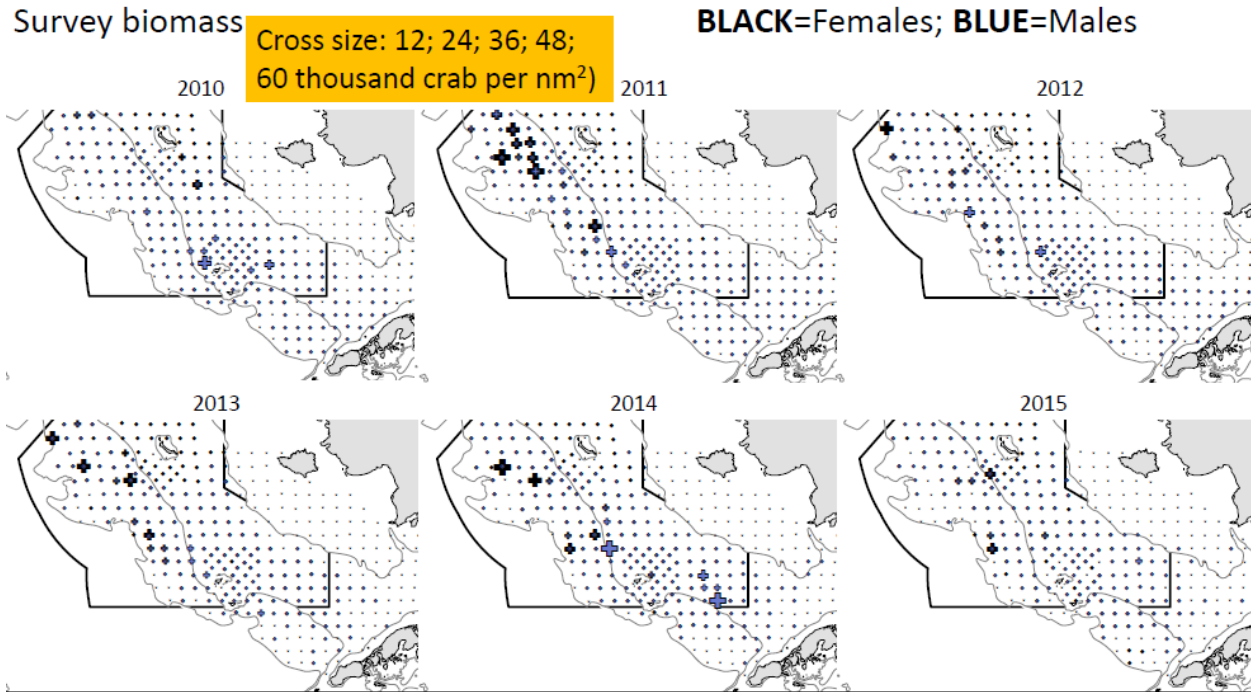 Survey biomass
Cross size: 12; 24; 36; 48;
60 thousand crab per nm²)
BLACK=Females; BLUE=Males
2010
2011
2012
2013
2014
2015